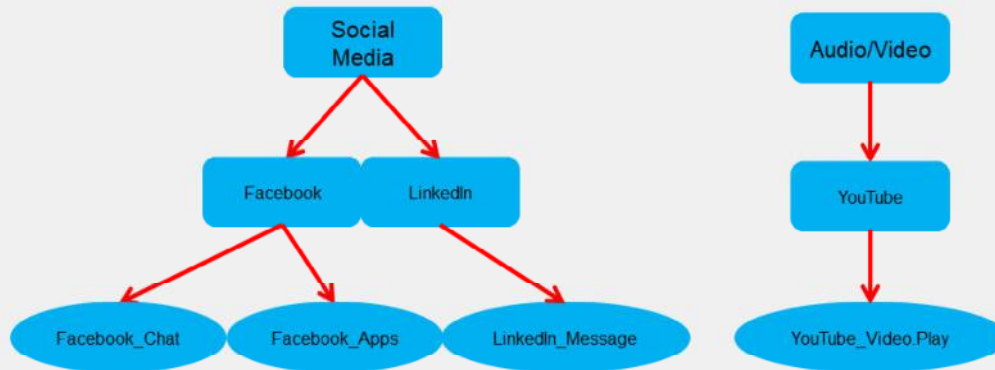 Social
Media
Audio/Video
Facebook
LinkedIn
YouTube
Facebook_Chat
Facebook_Apps
LinkedIn_Message
YouTube_Video.Play